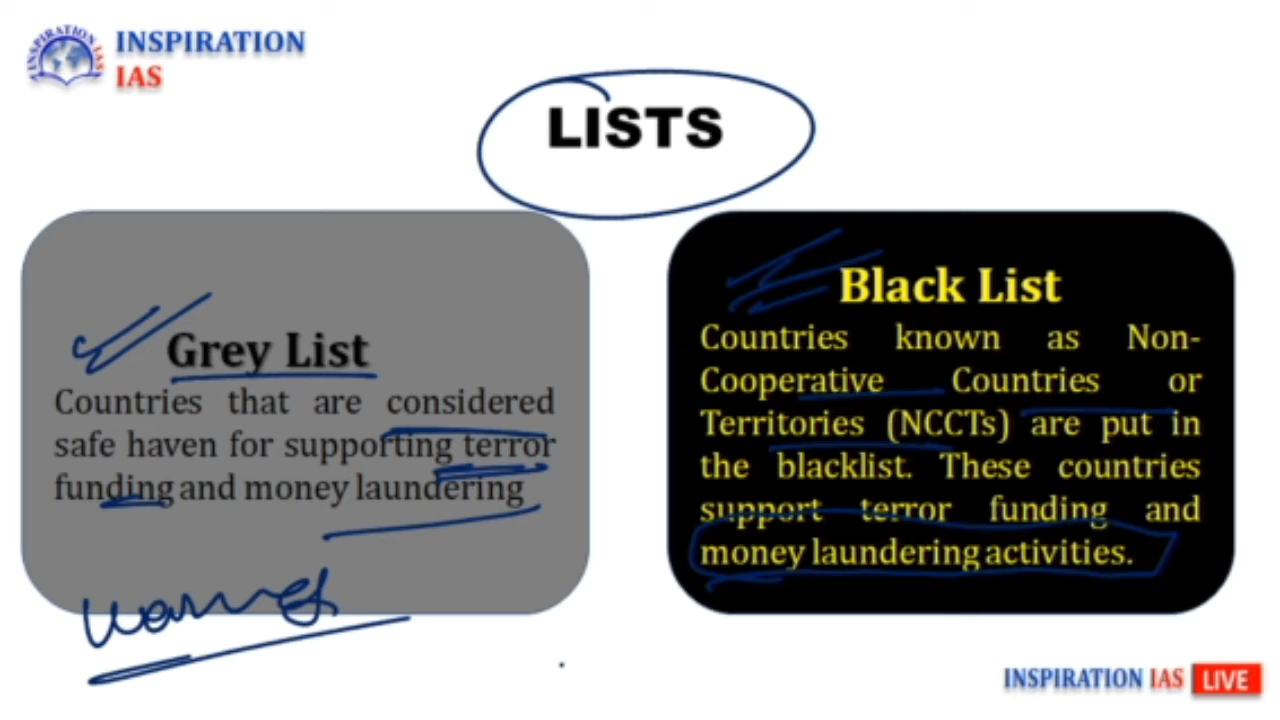 INSPIRATION IAS
INSPIRATION
IAS
LISTS
Grey List
Countries that are considered
safe haven for supporting terror
funding and money laundering
Black List
Countries known as Non-
Cooperative Countries or
Territories (NCCTs) are put in
the blacklist. These countries
support terror funding and
money laundering activities.
INSPIRATION IAS LIVE